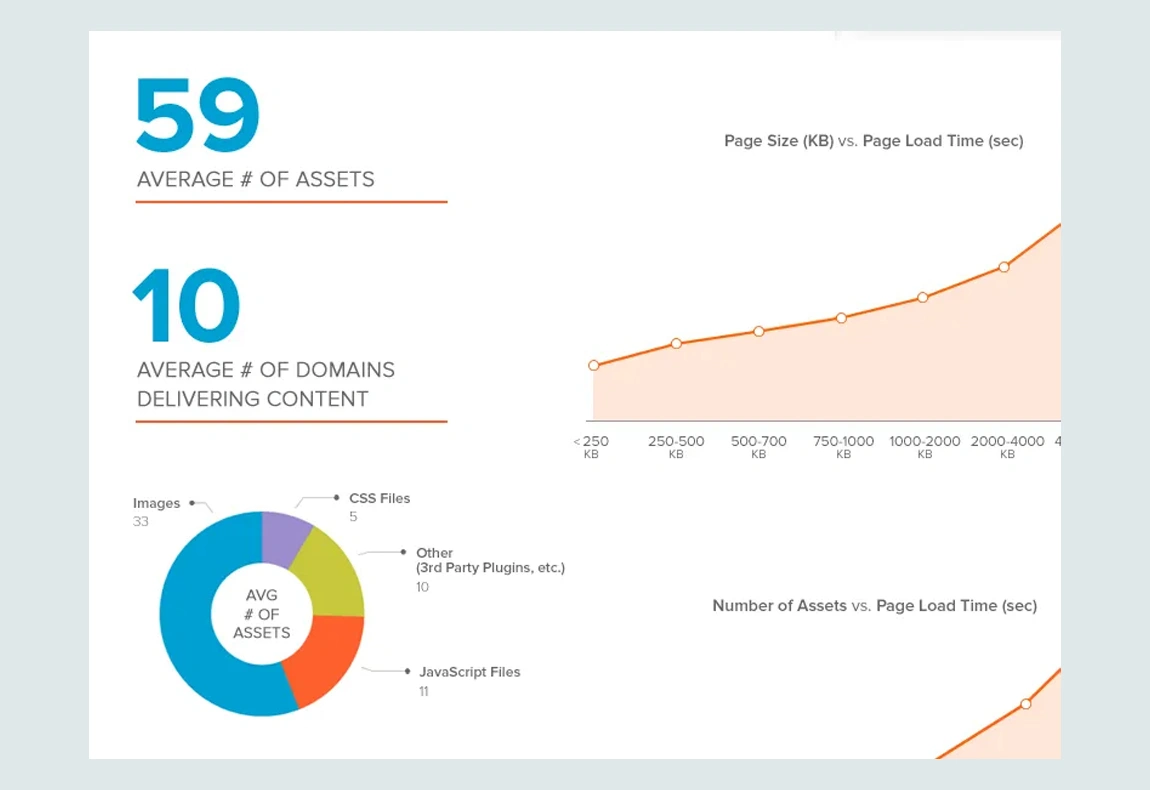 59
AVERAGE # OF ASSETS
10
AVERAGE # OF DOMAINS
DELIVERING CONTENT
Images
33
CSS Files
5
Other
(3rd Party Plugins, etc.)
10
AVG
# OF
ASSETS
JavaScript Files
11
Page Size (KB) vs. Page Load Time (sec)
<250 250-500 500-700 750-1000 1000-2000 2000-4000 4
KB KB KB KB KB KB
Number of Assets vs. Page Load Time (sec)